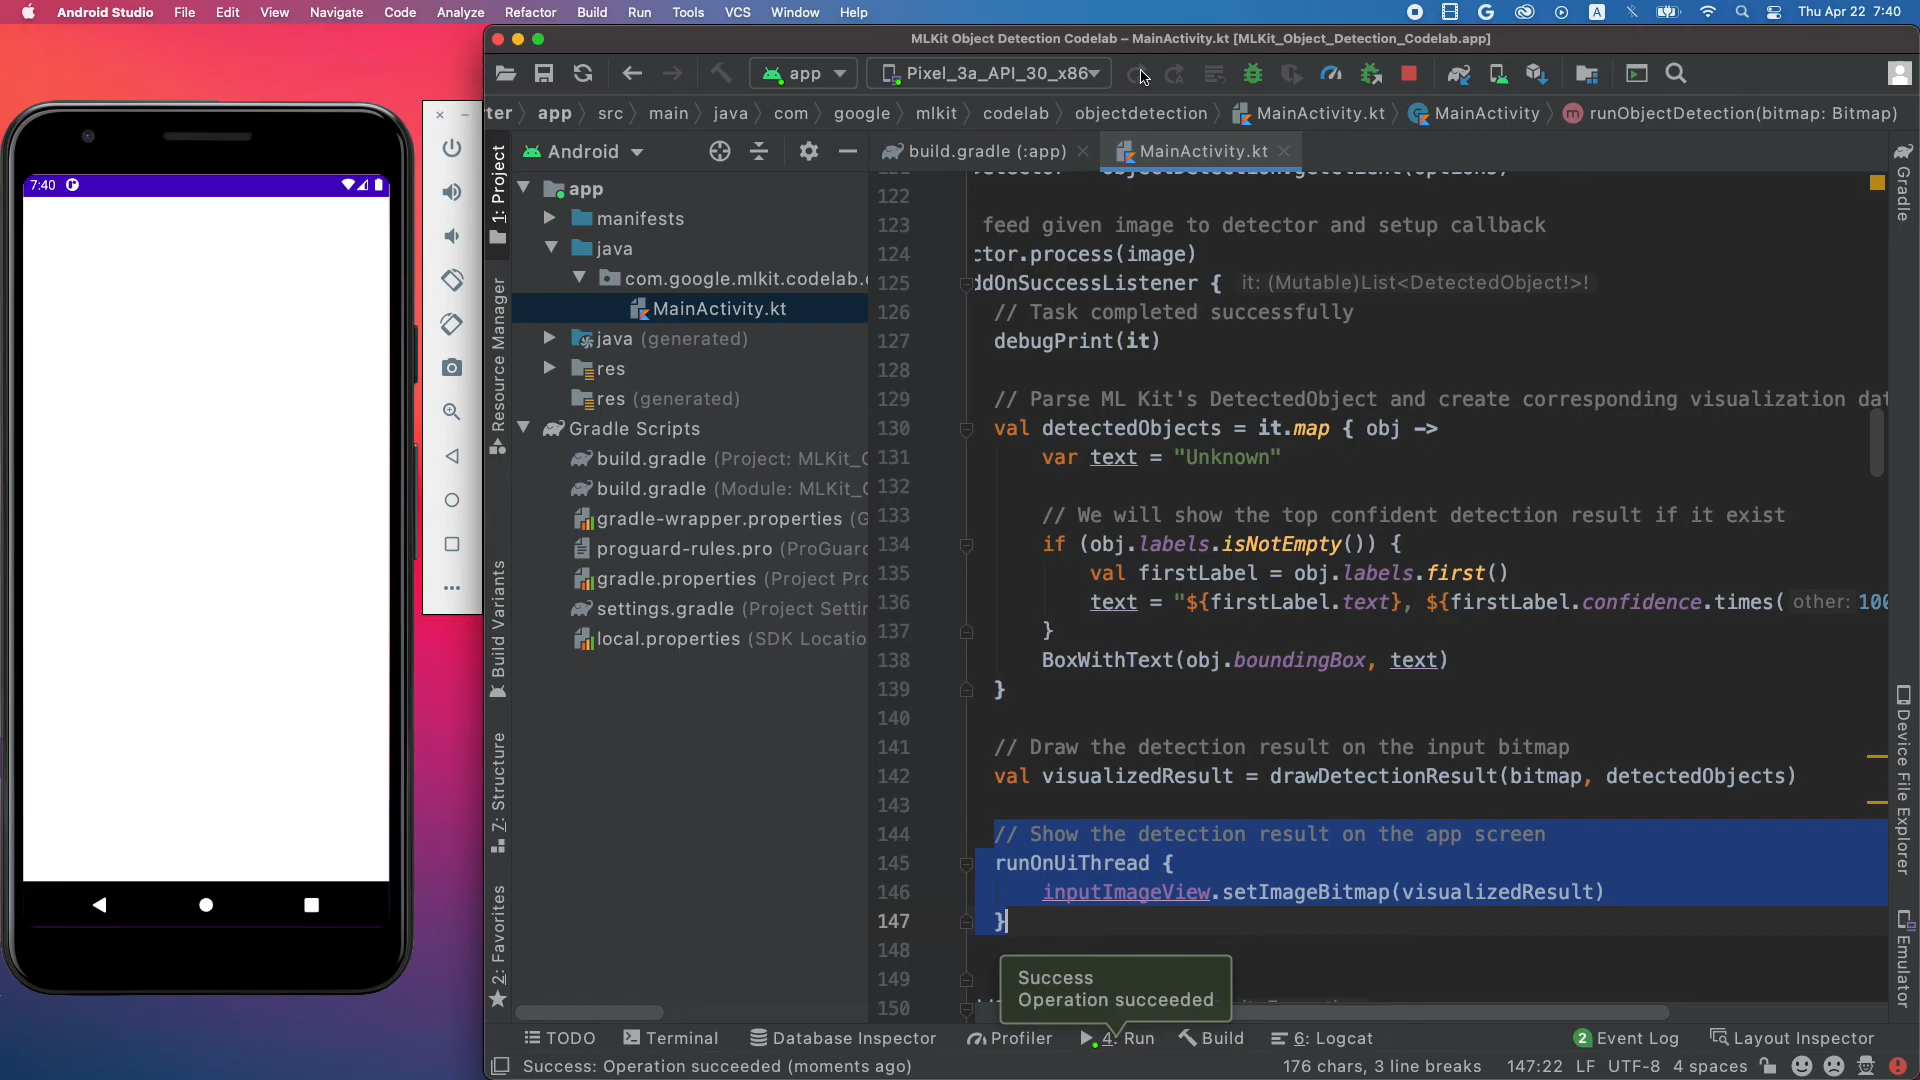 Android Studio File Edit View Navigate Code Analyze Refactor Build Run Tools VCS Window Help
A Thu Apr 22 7:40
MLKit Object Detection Codelab – MainActivity.kt [MLKit_Object_Detection_Codelab.app]
app Pixel_3a_API_30_x86
ter app src main java com google mlkit codelab objectdetection MainActivity.kt MainActivity runObjectDetection(bitmap: Bitmap)
7:40
1: Project
Resource Manager
Build Variants
7: Structure
2: Favorites
Android
app
manifests
java
com.google.mlkit.codelab.
MainActivity.kt
java (generated)
res
res (generated)
Gradle Scripts
build.gradle (Project: MLKit_
build.gradle (Module: MLKit_
gradle-wrapper.properties (G
proguard-rules.pro (ProGuard
gradle.properties (Project Pro
settings.gradle (Project Settin
local.properties (SDK Locatio
build.gradle (:app) MainActivity.kt
122
123 feed given image to detector and setup callback
124 ctor.process(image)
125 ddOnSuccessListener { it: (Mutable)List<DetectedObject!>!
126 // Task completed successfully
127 debugPrint(it)
128
129 // Parse ML Kit's DetectedObject and create corresponding visualization dat
130 val detectedObjects = it.map { obj ->
131 var text = "Unknown"
132
133 // We will show the top confident detection result if it exist
134 if (obj.labels.isNotEmpty()) {
135 val firstLabel = obj.labels.first()
136 text = "${firstLabel.text}, ${firstLabel.confidence.times( other: 100
137 }
138 BoxWithText(obj.boundingBox, text)
139 }
140
141 // Draw the detection result on the input bitmap
142 val visualizedResult = drawDetectionResult(bitmap, detectedObjects)
143
144 // Show the detection result on the app screen
145 runOnUiThread {
146 inputImageView.setImageBitmap(visualizedResult)
147 }
148
149
150
Success
Operation succeeded
Gradle
Device File Explorer
Emulator
TODO Terminal Database Inspector Profiler 4: Run Build 6: Logcat 2 Event Log Layout Inspector
Success: Operation succeeded (moments ago) 176 chars, 3 line breaks 147:22 LF UTF-8 4 spaces